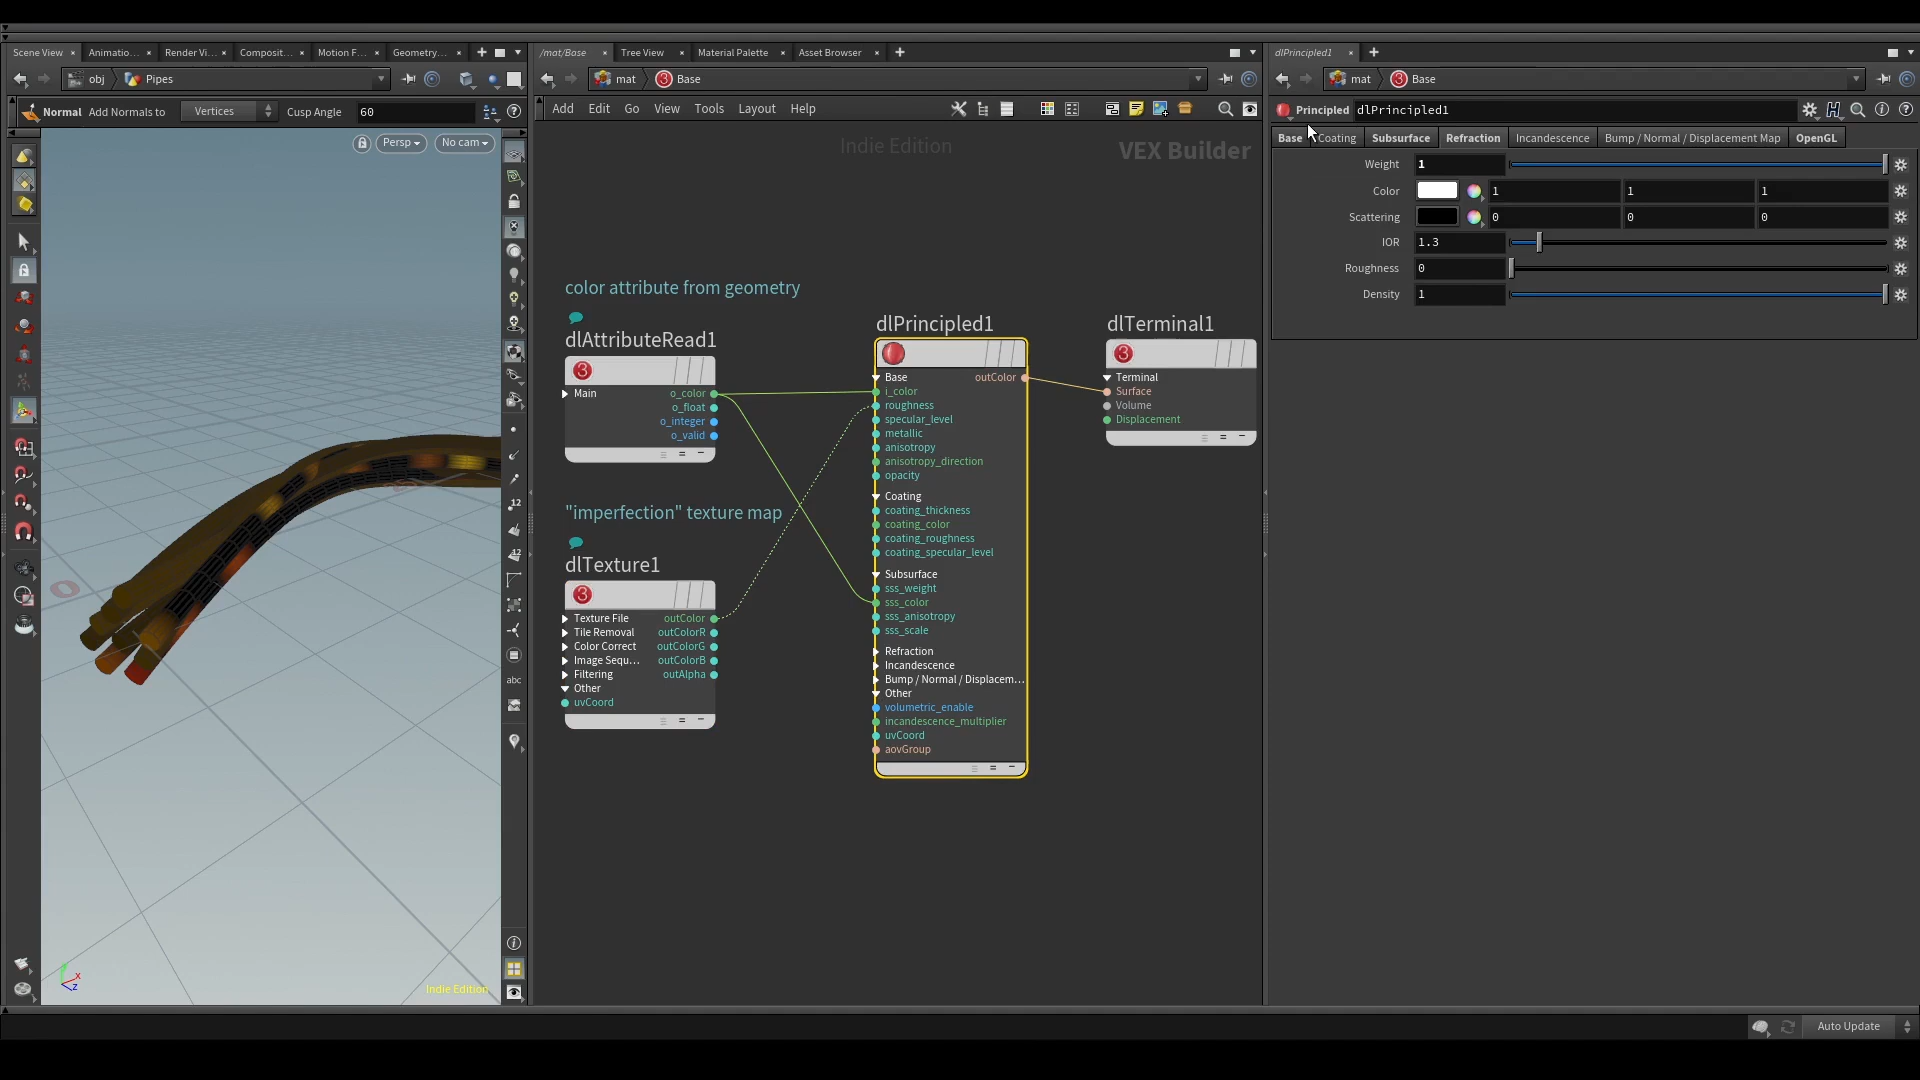 Scene View
Animatio...
Render Vi...
Composit...
Motion F...
Geometry...
/mat/Base
Tree View
Material Palette
Asset Browser
dlPrincipled1
obj
Pipes
mat
Base
mat
Base
Normal
Add Normals to
Vertices
Cusp Angle
60
Add
Edit
Go
View
Tools
Layout
Help
Principled
dlPrincipled1
Persp
No cam
Indie Edition
VEX Builder
Base
Coating
Subsurface
Refraction
Incandescence
Bump / Normal / Displacement Map
OpenGL
Weight
1
Color
1
1
1
Scattering
0
0
0
IOR
1.3
Roughness
0
Density
1
color attribute from geometry
dlAttributeRead1
Main
o_color
o_float
o_integer
o_valid
"imperfection" texture map
dlTexture1
Texture File
outColor
Tile Removal
outColorR
Color Correct
outColorG
Image Sequ...
outColorB
Filtering
outAlpha
Other
uvCoord
dlPrincipled1
Base
outColor
i_color
roughness
specular_level
metallic
anisotropy
anisotropy_direction
opacity
Coating
coating_thickness
coating_color
coating_roughness
coating_specular_level
Subsurface
sss_weight
sss_color
sss_anisotropy
sss_scale
Refraction
Incandescence
Bump / Normal / Displacem...
Other
volumetric_enable
incandescence_multiplier
uvCoord
aovGroup
dlTerminal1
Terminal
Surface
Volume
Displacement
12
12
abc
x
z
Indie Edition
Auto Update